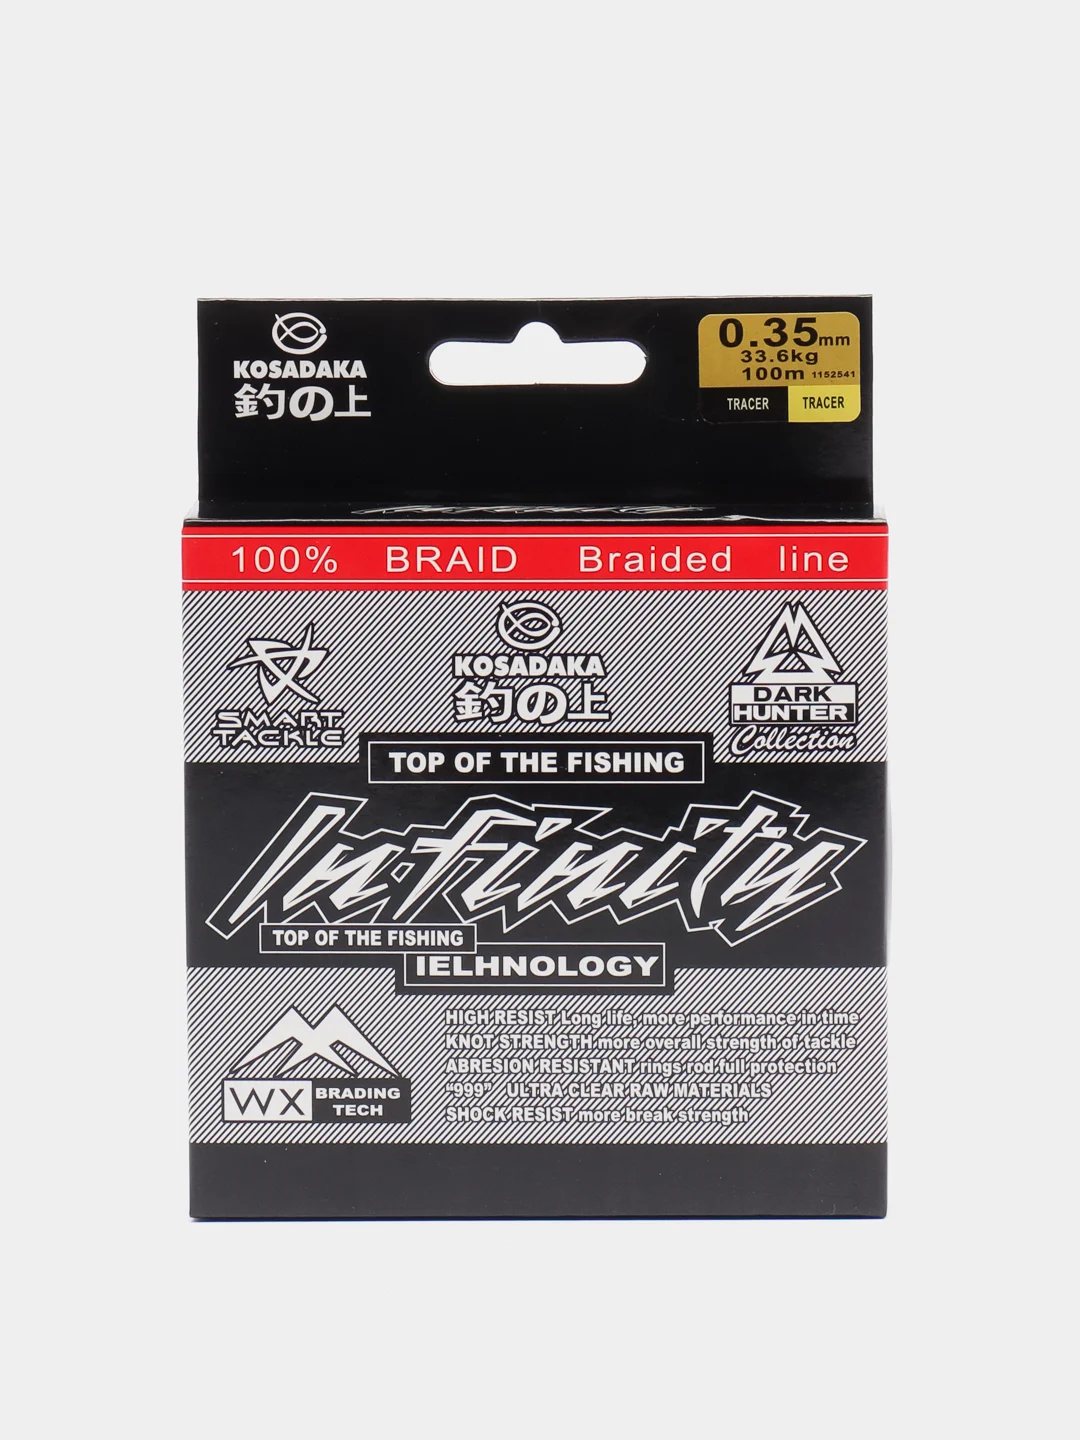 KOSADAKA
釣の上
0.35mm
33.6kg
100m 1152541
TRACER TRACER
100% BRAID Braided line
SMART
TACKLE
KOSADAKA
釣の上
DARK
HUNTER
Collection
TOP OF THE FISHING
Infinity
TOP OF THE FISHING
IELHNOLOGY
WX BRADING
TECH
HIGH RESIST Long life, more performance in time
KNOT STRENGTH more overall strength of tackle
ABRESION RESISTANT rings rod full protection
“999” ULTRA CLEAR RAW MATERIALS
SHOCK RESIST more break strength